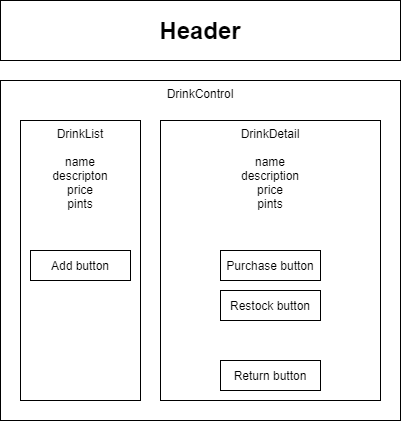 Header
DrinkControl
DrinkList
name
descripton
price
pints
Add button
DrinkDetail
name
description
price
pints
Purchase button
Restock button
Return button